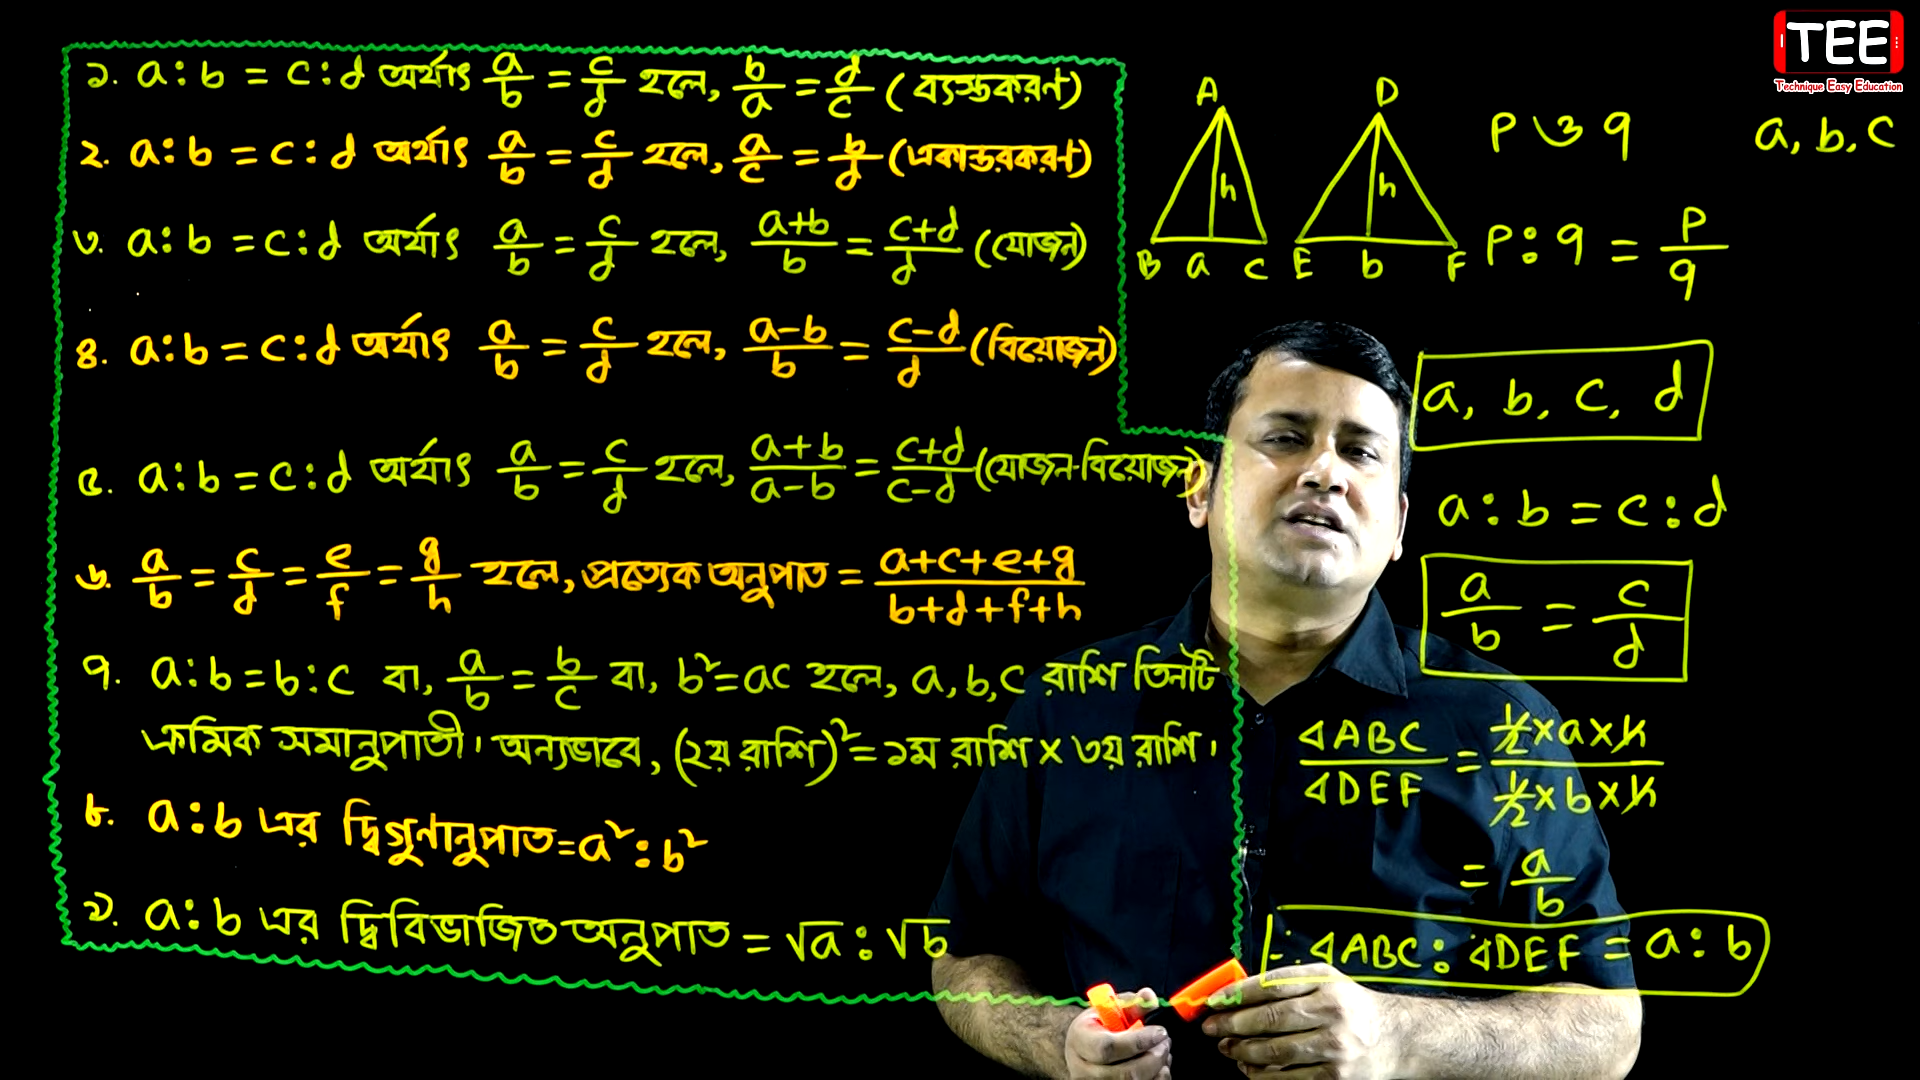 ১. a : b = c : d অর্থাৎ a/b = c/d হলে, b/a = d/c (ব্যস্তকরণ)
২. a : b = c : d অর্থাৎ a/b = c/d হলে, a/c = b/d (একান্তরকরণ)
৩. a : b = c : d অর্থাৎ a/b = c/d হলে, (a+b)/b = (c+d)/d (যোজন)
৪. a : b = c : d অর্থাৎ a/b = c/d হলে, (a-b)/b = (c-d)/d (বিয়োজন)
৫. a : b = c : d অর্থাৎ a/b = c/d হলে, (a+b)/(a-b) = (c+d)/(c-d) (যোজন-বিয়োজন)
৬. a/b = c/d = e/f = g/h হলে, প্রত্যেক অনুপাত = (a+c+e+g)/(b+d+f+h)
৭. a : b = b : c বা, a/b = b/c বা, b² = ac হলে, a, b, c রাশি তিনটি
ক্রমিক সমানুপাতী। অন্যভাবে, (২য় রাশি)² = ১ম রাশি × ৩য় রাশি।
৮. a : b এর দ্বিগুণানুপাত = a² : b²
৯. a : b এর দ্বিবিভাজিত অনুপাত = √a : √b
A
h
B a C
D
h
E b F
P ও q
a, b, c
P : q = P/q
a, b, c, d
a : b = c : d
a/b = c/d
⊲ABC/⊲DEF = (½ × a × h)/(½ × b × h)
= a/b
∴ ⊲ABC : ⊲DEF = a : b
TEE
Technique Easy Education